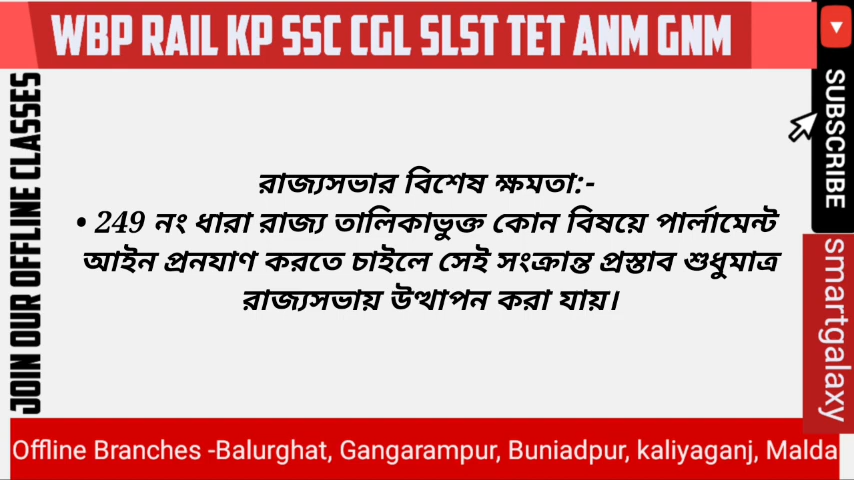 WBP RAIL KP SSC CGL SLST TET ANM GNM
JOIN OUR OFFLINE CLASSES
রাজ্যসভার বিশেষ ক্ষমতা:-
• 249 নং ধারা রাজ্য তালিকাভুক্ত কোন বিষয়ে পার্লামেন্ট
আইন প্রনযাণ করতে চাইলে সেই সংক্রান্ত প্রস্তাব শুধুমাত্র
রাজ্যসভায় উত্থাপন করা যায়।
SUBSCRIBE
smartgalaxy
Offline Branches -Balurghat, Gangarampur, Buniadpur, kaliyaganj, Malda